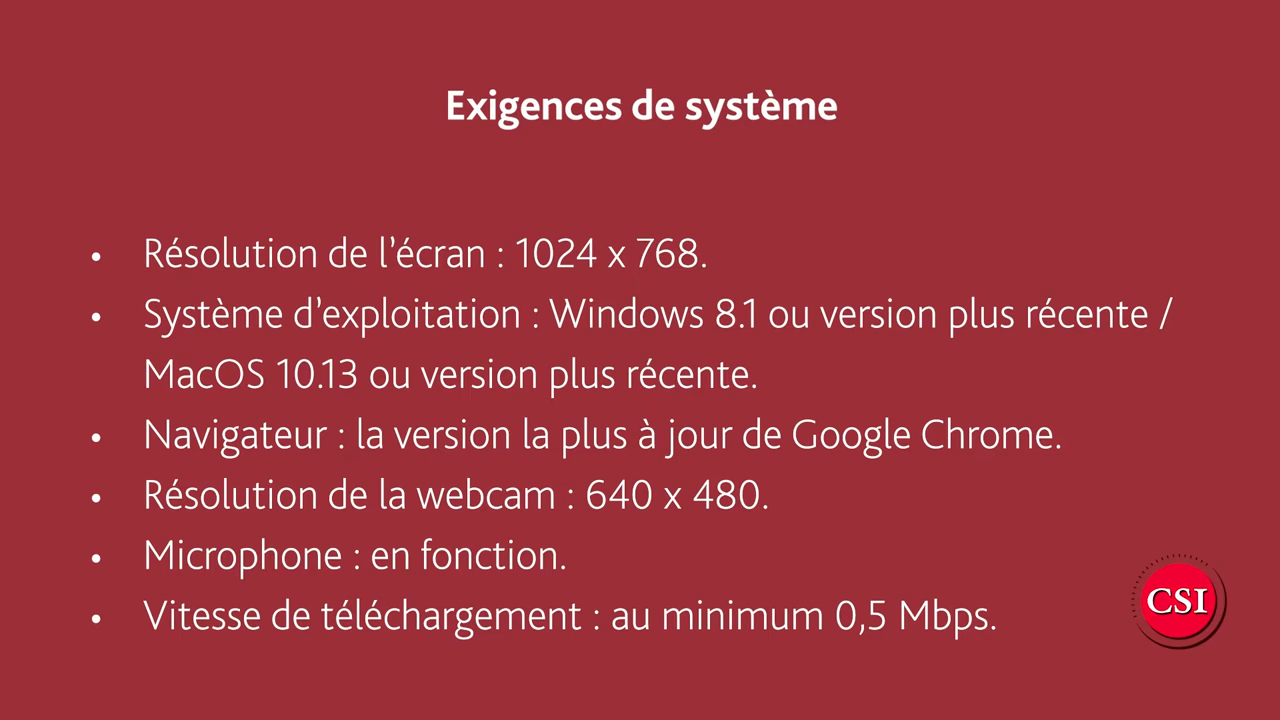 Exigences de système
• Résolution de l’écran : 1024 x 768.
• Système d’exploitation : Windows 8.1 ou version plus récente /
MacOS 10.13 ou version plus récente.
• Navigateur : la version la plus à jour de Google Chrome.
• Résolution de la webcam : 640 x 480.
• Microphone : en fonction.
• Vitesse de téléchargement : au minimum 0,5 Mbps.
CSI